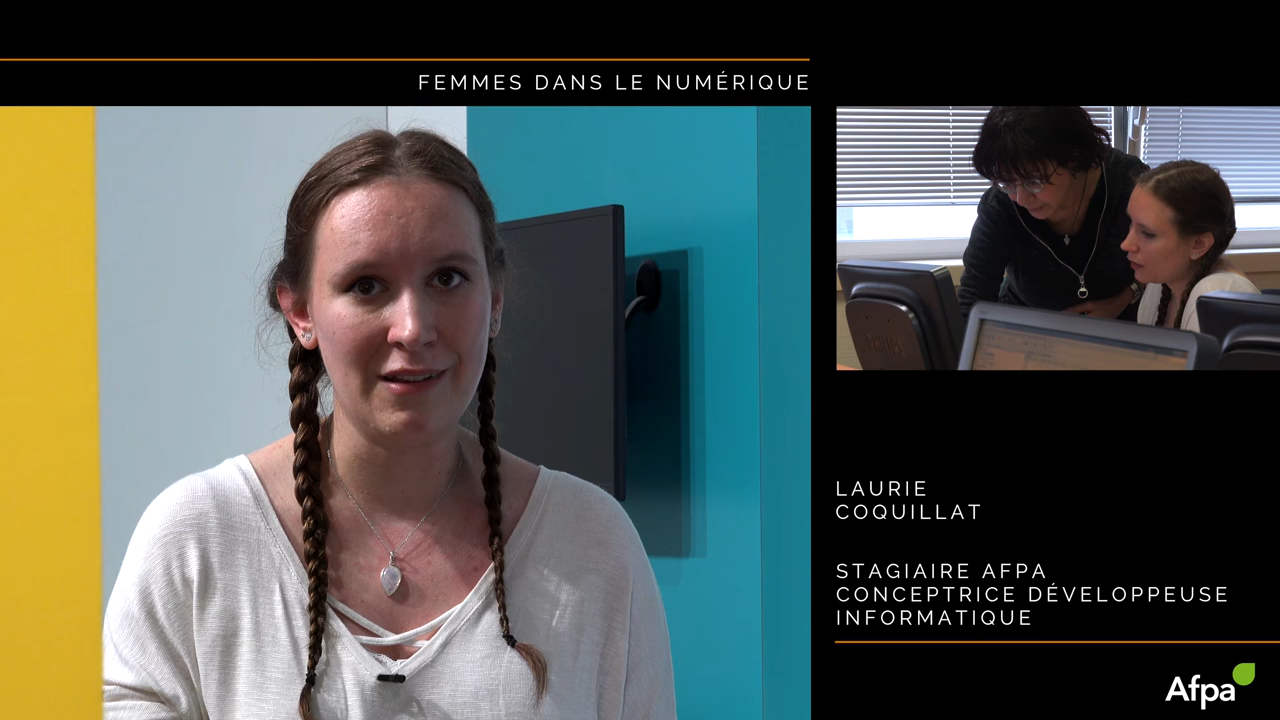 FEMMES DANS LE NUMÉRIQUE
LAURIE
COQUILLAT
STAGIAIRE AFPA
CONCEPTRICE DÉVELOPPEUSE
INFORMATIQUE
Afpa